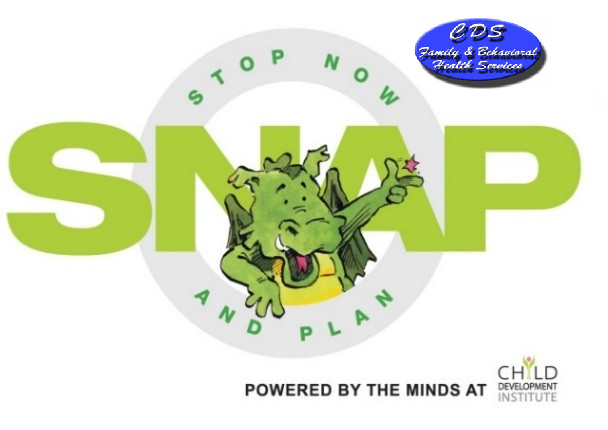 CDS
Family & Behavioral
Health Services
STOP NOW
SNAP
AND PLAN
POWERED BY THE MINDS AT
CHILD
DEVELOPMENT
INSTITUTE